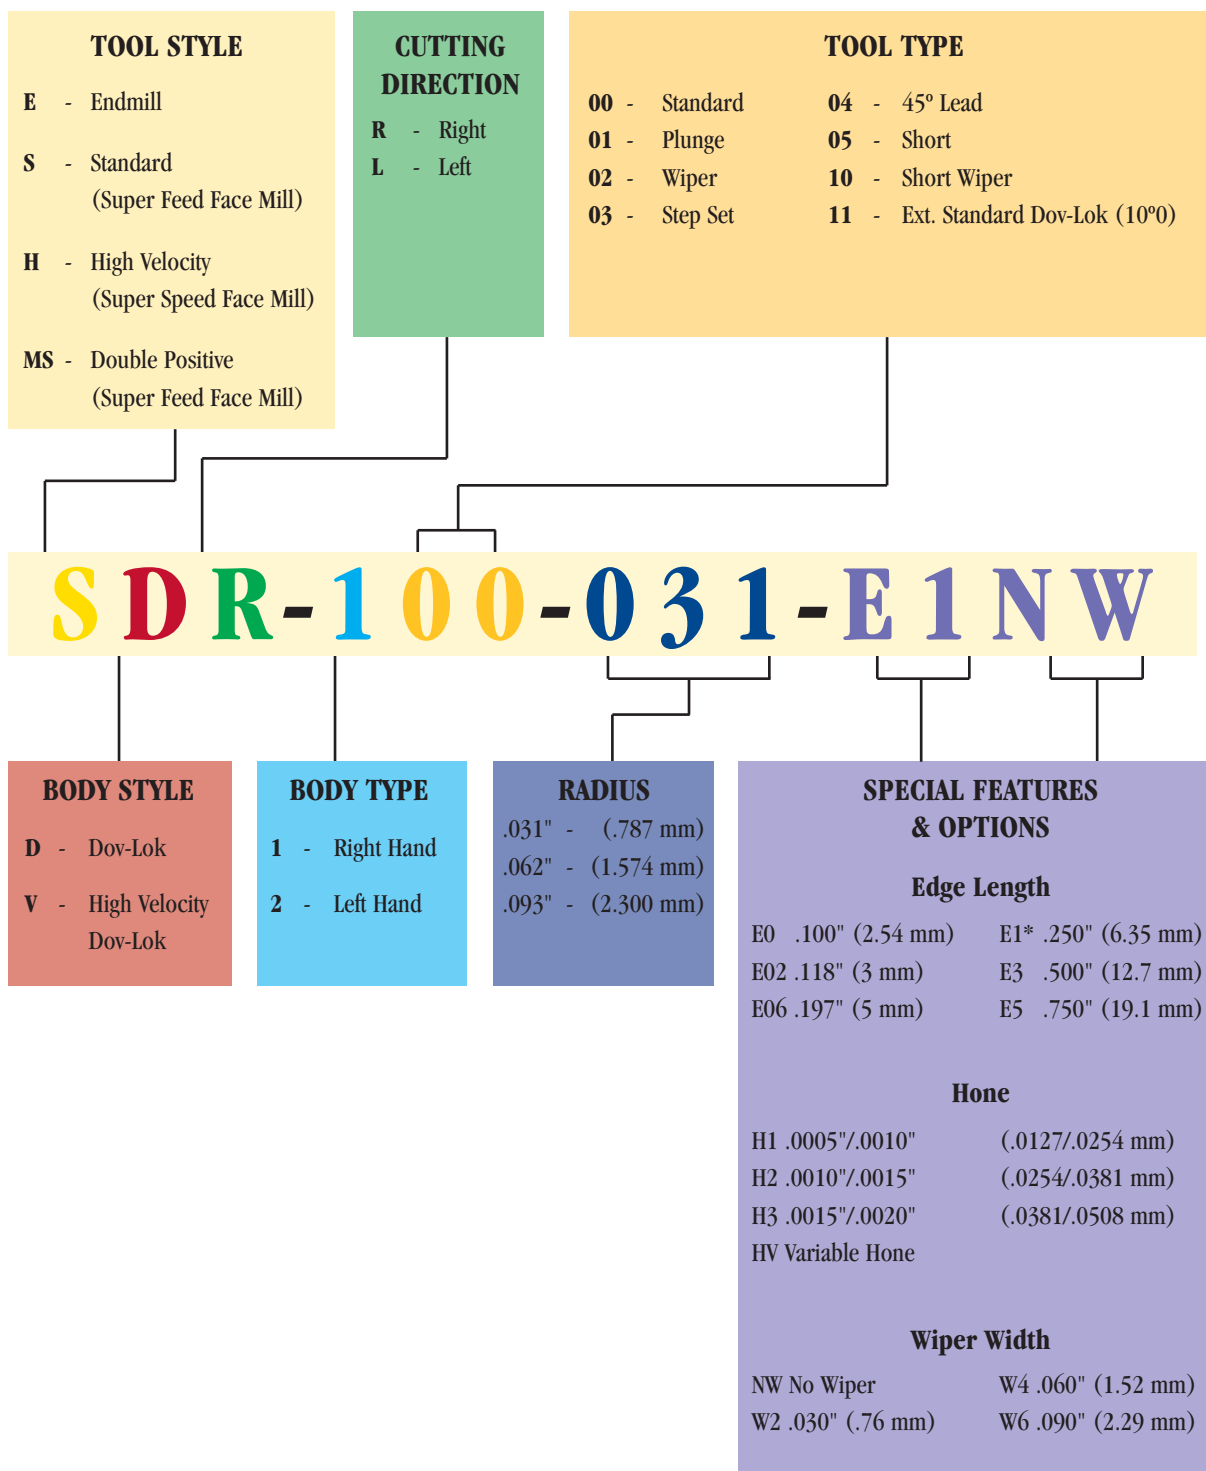 TOOL STYLE
E - Endmill
S - Standard
(Super Feed Face Mill)
H - High Velocity
(Super Speed Face Mill)
MS - Double Positive
(Super Feed Face Mill)
CUTTING
DIRECTION
R - Right
L - Left
TOOL TYPE
00 - Standard
01 - Plunge
02 - Wiper
03 - Step Set
04 - 45º Lead
05 - Short
10 - Short Wiper
11 - Ext. Standard Dov-Lok (10º0)
SDR-100-031-E1NW
BODY STYLE
D - Dov-Lok
V - High Velocity
Dov-Lok
BODY TYPE
1 - Right Hand
2 - Left Hand
RADIUS
.031" - (.787 mm)
.062" - (1.574 mm)
.093" - (2.300 mm)
SPECIAL FEATURES
& OPTIONS
Edge Length
E0 .100" (2.54 mm) E1* .250" (6.35 mm)
E02 .118" (3 mm) E3 .500" (12.7 mm)
E06 .197" (5 mm) E5 .750" (19.1 mm)
Hone
H1 .0005"/.0010" (.0127/.0254 mm)
H2 .0010"/.0015" (.0254/.0381 mm)
H3 .0015"/.0020" (.0381/.0508 mm)
HV Variable Hone
Wiper Width
NW No Wiper W4 .060" (1.52 mm)
W2 .030" (.76 mm) W6 .090" (2.29 mm)